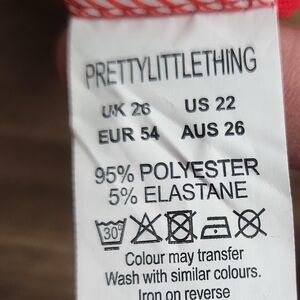 PRETTYLITTLETHING
UK 26 US 22
EUR 54 AUS 26
95% POLYESTER
5% ELASTANE
30°
Colour may transfer
Wash with similar colours.
Iron on reverse